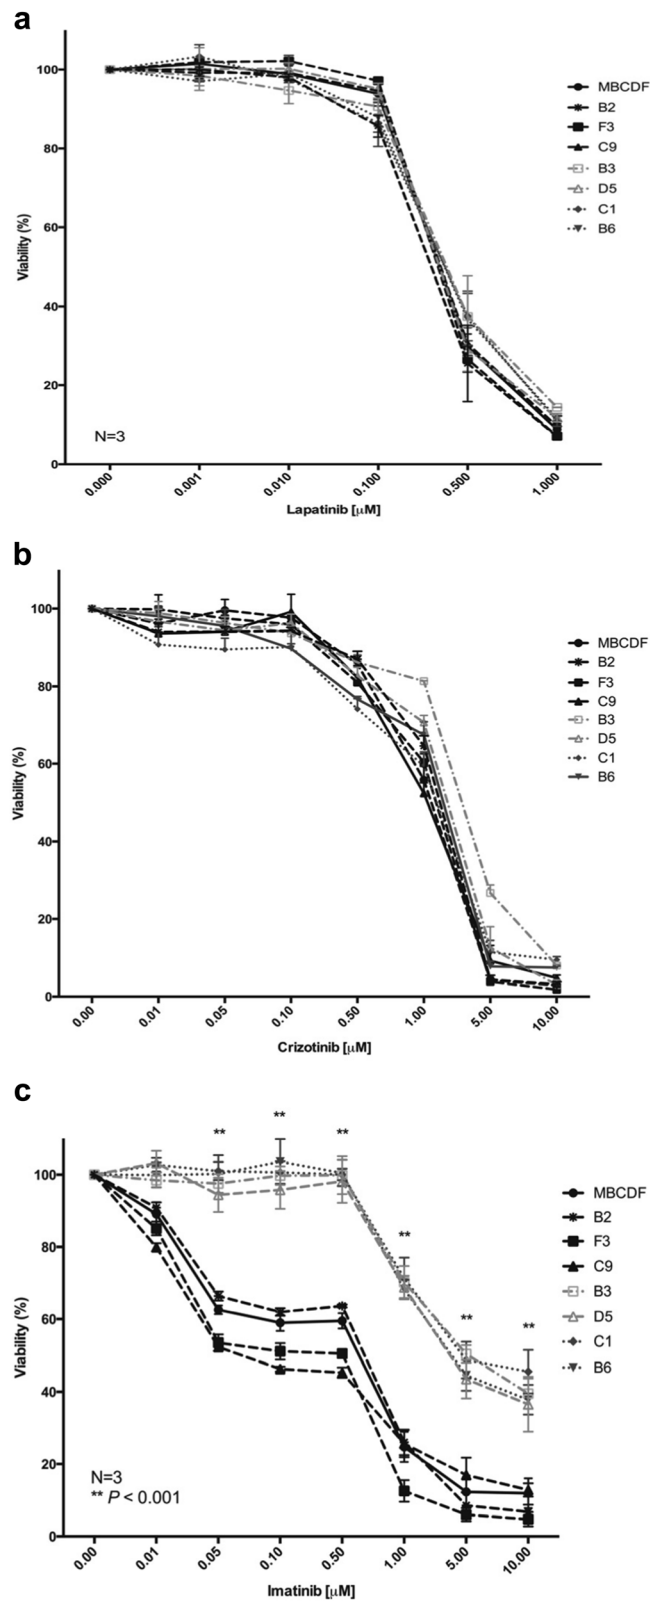 a
100
80
60
40
20
0
Viability (%)
MBCDF
B2
F3
C9
B3
D5
C1
B6
N=3
0.000 0.001 0.010 0.100 0.500 1.000
Lapatinib [μM]
b
100
80
60
40
20
0
Viability (%)
MBCDF
B2
F3
C9
B3
D5
C1
B6
0.00 0.01 0.05 0.10 0.50 1.00 5.00 10.00
Crizotinib [μM]
c
** ** ** ** ** **
100
80
60
40
20
0
Viability (%)
MBCDF
B2
F3
C9
B3
D5
C1
B6
N=3
** P < 0.001
0.00 0.01 0.05 0.10 0.50 1.00 5.00 10.00
Imatinib [μM]